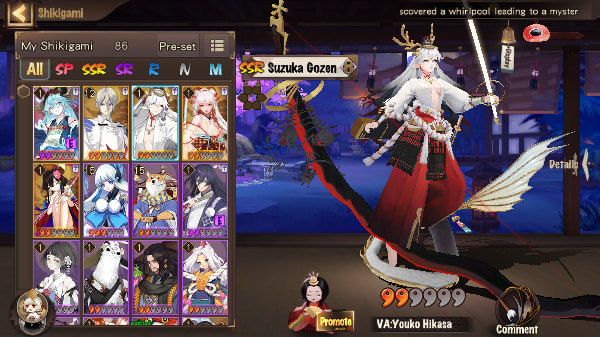 Shikigami
scovered a whirlpool leading to a myster
My Shikigami 86 Pre-set
All SP SSR SR R N M
SSR Suzuka Gozen
Details
Promote
VA:Youko Hikasa
Comment